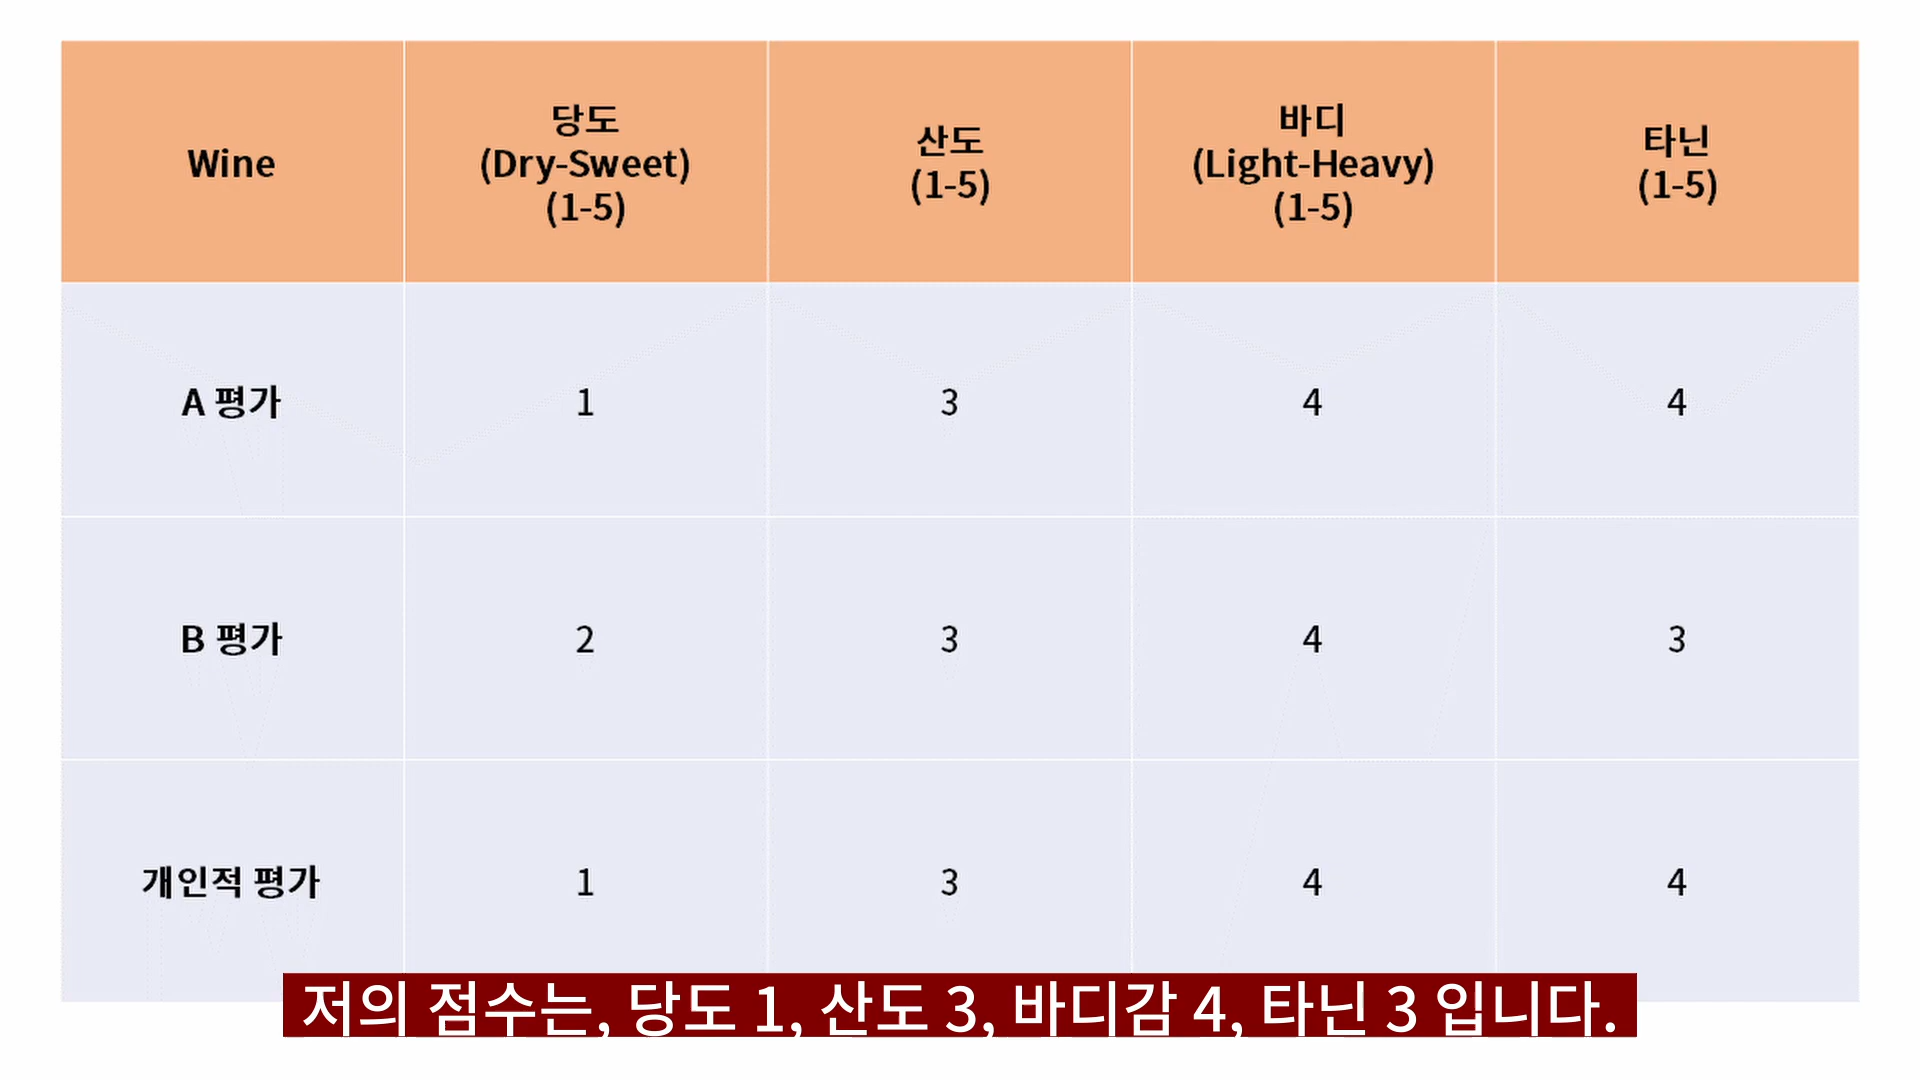 Wine
당도
(Dry-Sweet)
(1-5)
산도
(1-5)
바디
(Light-Heavy)
(1-5)
타닌
(1-5)
A 평가
1
3
4
4
B 평가
2
3
4
3
개인적 평가
1
3
4
4
저의 점수는, 당도 1, 산도 3, 바디감 4, 타닌 3 입니다.